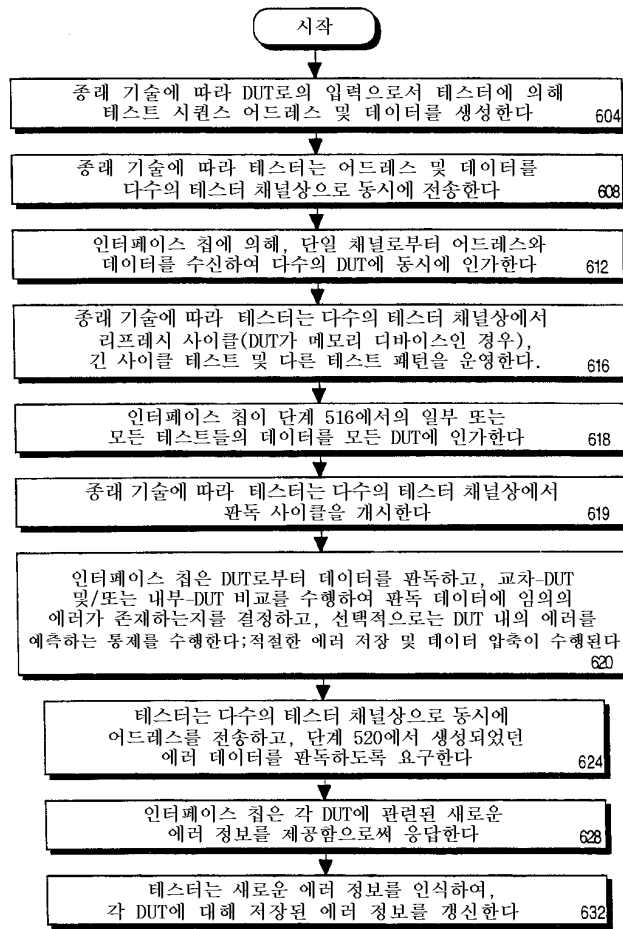 시작
종래 기술에 따라 DUT로의 입력으로서 테스터에 의해
테스트 시퀀스 어드레스 및 데이터를 생성한다
604
종래 기술에 따라 테스터는 어드레스 및 데이터를
다수의 테스터 채널상으로 동시에 전송한다
608
인터페이스 칩에 의해, 단일 채널로부터 어드레스와
데이터를 수신하여 다수의 DUT에 동시에 인가한다
612
종래 기술에 따라 테스터는 다수의 테스터 채널상에서
리프레시 사이클(DUT가 메모리 디바이스인 경우),
긴 사이클 테스트 및 다른 테스트 패턴을 운영한다.
616
인터페이스 칩이 단계 516에서의 일부 또는
모든 테스트들의 데이터를 모든 DUT에 인가한다
618
종래 기술에 따라 테스터는 다수의 테스터 채널상에서
판독 사이클을 개시한다
619
인터페이스 칩은 DUT로부터 데이터를 판독하고, 교차-DUT
및/또는 내부-DUT 비교를 수행하여 판독 데이터에 임의의
에러가 존재하는지를 결정하고, 선택적으로는 DUT 내의 에러를
예측하는 통제를 수행한다;적절한 에러 저장 및 데이터 압축이 수행된다
620
테스터는 다수의 테스터 채널상으로 동시에
어드레스를 전송하고, 단계 520에서 생성되었던
에러 데이터를 판독하도록 요구한다
624
인터페이스 칩은 각 DUT에 관련된 새로운
에러 정보를 제공함으로써 응답한다
628
테스터는 새로운 에러 정보를 인식하여,
각 DUT에 대해 저장된 에러 정보를 갱신한다
632